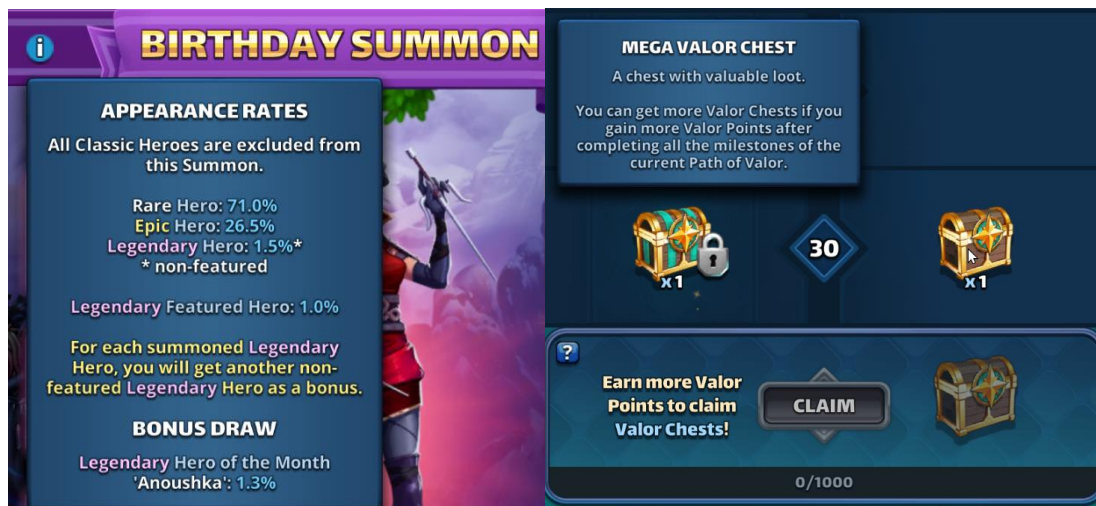 BIRTHDAY SUMMON
APPEARANCE RATES
All Classic Heroes are excluded from
this Summon.
Rare Hero: 71.0%
Epic Hero: 26.5%
Legendary Hero: 1.5%*
* non-featured
Legendary Featured Hero: 1.0%
For each summoned Legendary
Hero, you will get another non-
featured Legendary Hero as a bonus.
BONUS DRAW
Legendary Hero of the Month
'Anoushka': 1.3%
MEGA VALOR CHEST
A chest with valuable loot.
You can get more Valor Chests if you
gain more Valor Points after
completing all the milestones of the
current Path of Valor.
x1
30
x1
?
Earn more Valor
Points to claim
Valor Chests!
CLAIM
0/1000